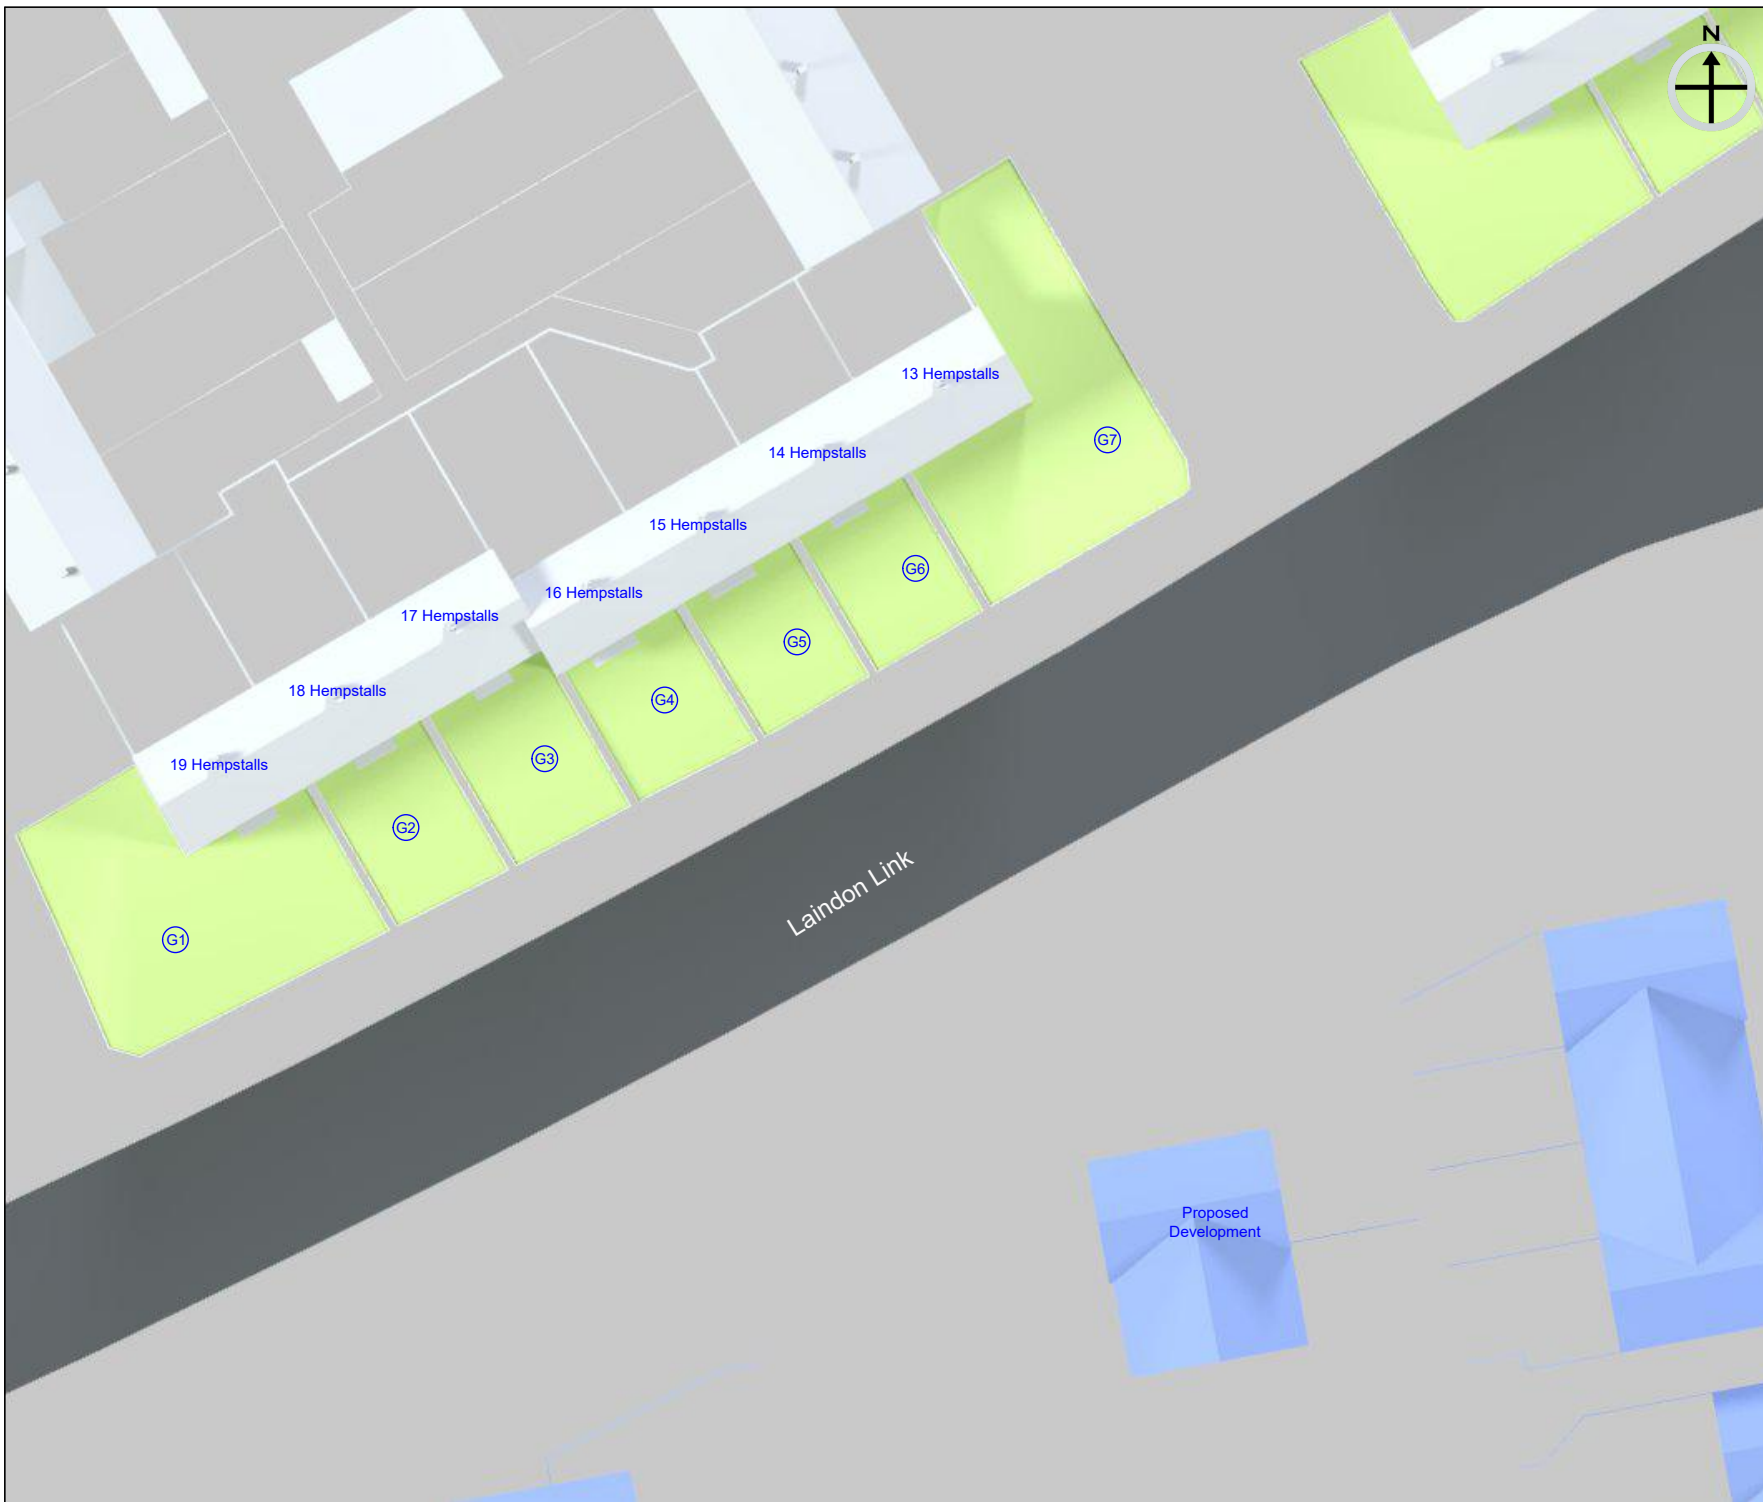 N
13 Hempstalls
G7
14 Hempstalls
15 Hempstalls
G6
16 Hempstalls
17 Hempstalls
G5
18 Hempstalls
G4
19 Hempstalls
G3
G2
Laindon Link
G1
Proposed
Development